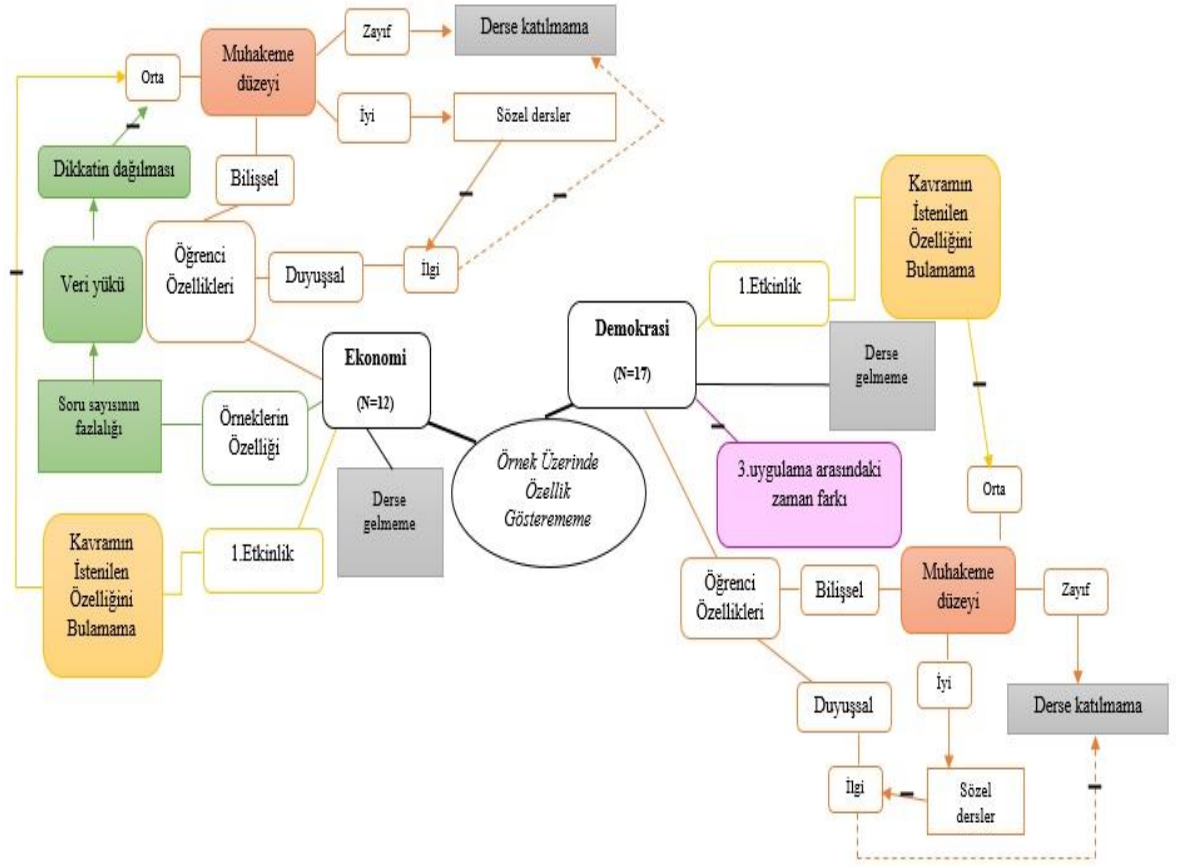 Zayıf
Derse katılmama
Orta
Muhakeme
düzeyi
İyi
Sözel dersler
Dikkatin dağılması
Bilişsel
Öğrenci
Özellikleri
Duyuşsal
İlgi
Veri yükü
Soru sayısının
fazlalığı
Örneklerin
Özelliği
Ekonomi
(N=12)
Derse
gelmeme
Kavramın
İstenilen
Özelliğini
Bulamama
1.Etkinlik
Örnek Üzerinde
Özellik
Gösterememe
Demokrasi
(N=17)
1.Etkinlik
Kavramın
İstenilen
Özelliğini
Bulamama
Derse
gelmeme
3.uygulama arasındaki
zaman farkı
Orta
Öğrenci
Özellikleri
Bilişsel
Muhakeme
düzeyi
Zayıf
İyi
Derse katılmama
Duyuşsal
İlgi
Sözel
dersler